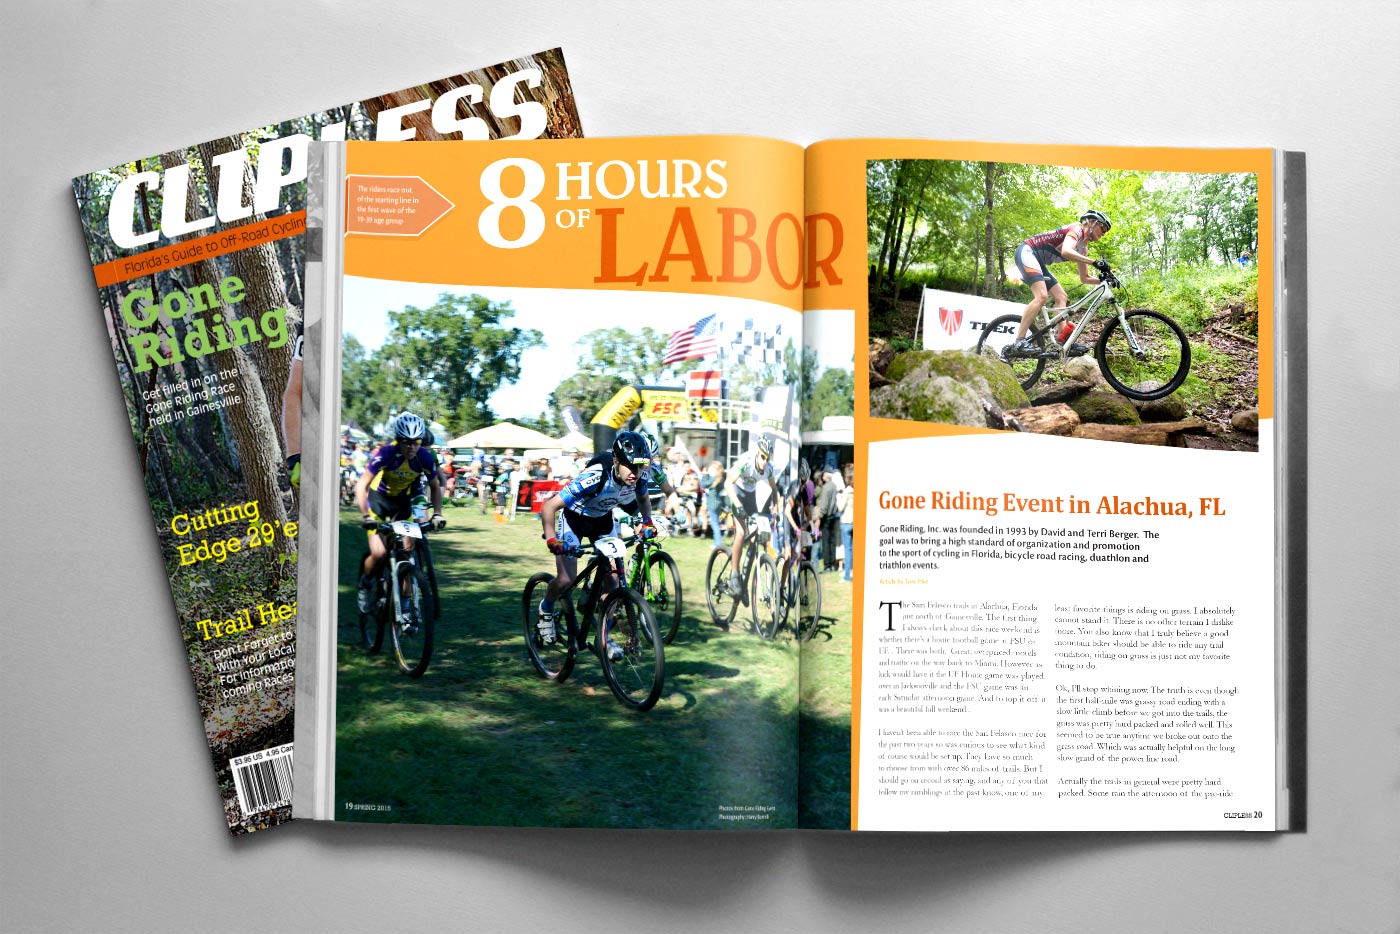 CLIPLESS
Florida's Guide to Off-Road Cycling
Gone
Riding
Get filled in on the
Gone Riding Race
held in Gainesville.
Cutting
Edge 29'e
Trail Hea
Don't Forget to
With Your Local
For Informatio
coming Races
$3.95 US 4.95 Can
The riders race out
of the starting line in
the first wave of the
19-39 age group
8 HOURS
OF LABOR
FINISH
FSC
3
TREK
19 SPRING 2015
Photos from Gone Riding Event
Gone Riding Event in Alachua, FL
Gone Riding, Inc. was founded in 1993 by David and Terri Berger. The
goal was to bring a high standard of organization and promotion
to the sport of cycling in Florida, bicycle road racing, duathlon and
triathlon events.
Article by Tom Pike
The San Felasco trails in Alachua, Florida
just north of Gainesville. The first thing
I always check about this race weekend is
whether there's a home football game at FSU or
UF. There was both. Great, overpriced motels
and traffic on the way back to Miami. However as
luck would have it the UF Home game was played
over in Jacksonville and the FSU game was an
early Saturday afternoon game. And to top it off it
was a beautiful fall weekend.
I haven't been able to race the San Felasco race for
the past two years so was curious to see what kind
of course would be set up. They have so much
to choose from with over 86 miles of trails. But I
should go on record as saying, and any of you that
follow my ramblings in the past know, one of my
least favorite things is riding on grass. I absolutely
cannot stand it. There is no other terrain I dislike
more. You also know that I truly believe a good
mountain biker should be able to ride any trail
condition, riding on grass is just not my favorite
thing to do.
Ok, I'll stop whining now. The truth is even though
the first half-mile was grassy road ending with a
slow little climb before we got into the trails, the
grass was pretty hard packed and rolled well. This
seemed to be true anytime we broke out onto the
grass road. Which was actually helpful on the long
slow grind of the power line road.
Actually the trails in general were pretty hard
packed. Some rain the afternoon of the pre-ride
CLIPLESS 20